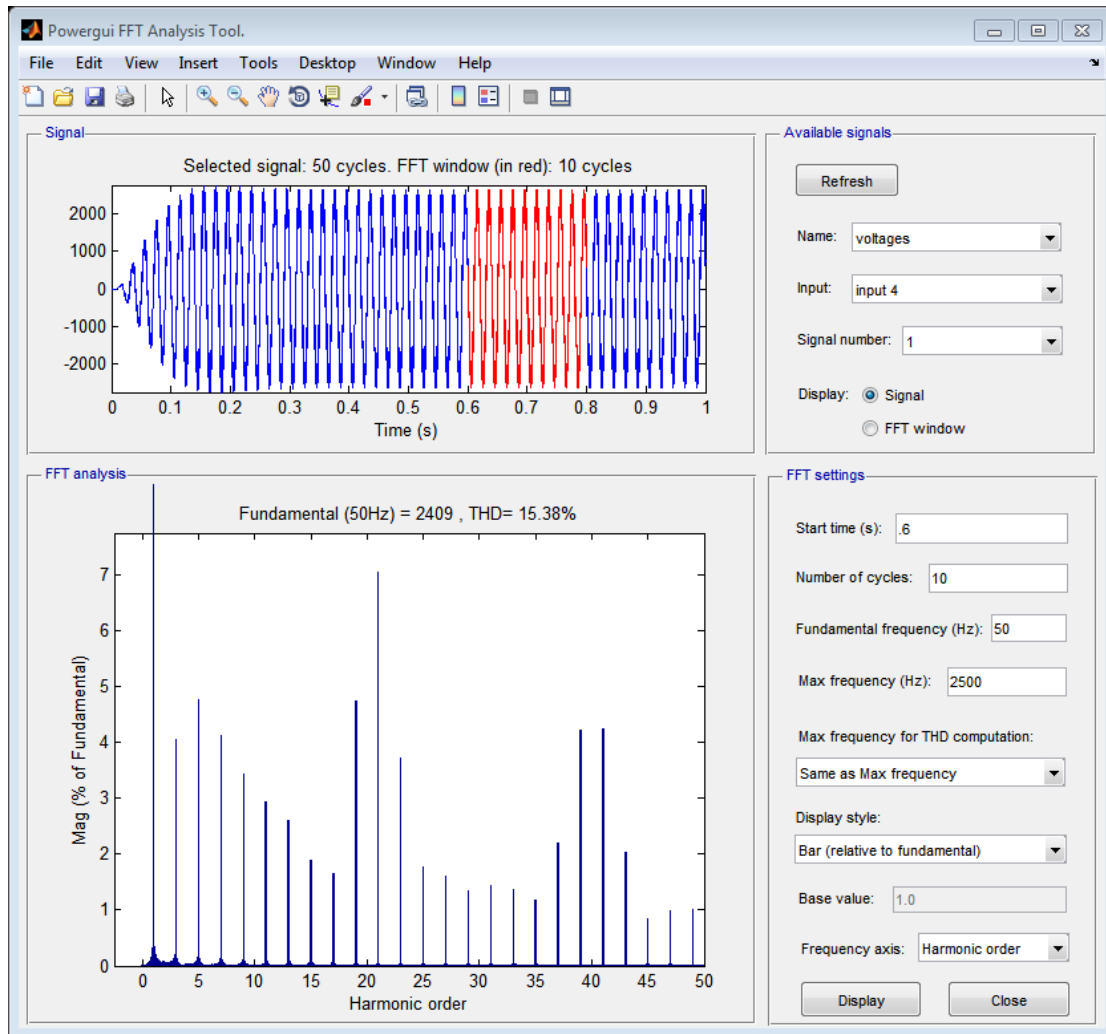 Powergui FFT Analysis Tool.
File Edit View Insert Tools Desktop Window Help
Signal
Selected signal: 50 cycles. FFT window (in red): 10 cycles
2000
1000
0
-1000
-2000
0 0.1 0.2 0.3 0.4 0.5 0.6 0.7 0.8 0.9 1
Time (s)
Available signals
Refresh
Name: voltages
Input: input 4
Signal number: 1
Display: Signal
FFT window
FFT analysis
Fundamental (50Hz) = 2409 , THD= 15.38%
Mag (% of Fundamental)
7
6
5
4
3
2
1
0
0 5 10 15 20 25 30 35 40 45 50
Harmonic order
FFT settings
Start time (s): .6
Number of cycles: 10
Fundamental frequency (Hz): 50
Max frequency (Hz): 2500
Max frequency for THD computation:
Same as Max frequency
Display style:
Bar (relative to fundamental)
Base value: 1.0
Frequency axis: Harmonic order
Display Close